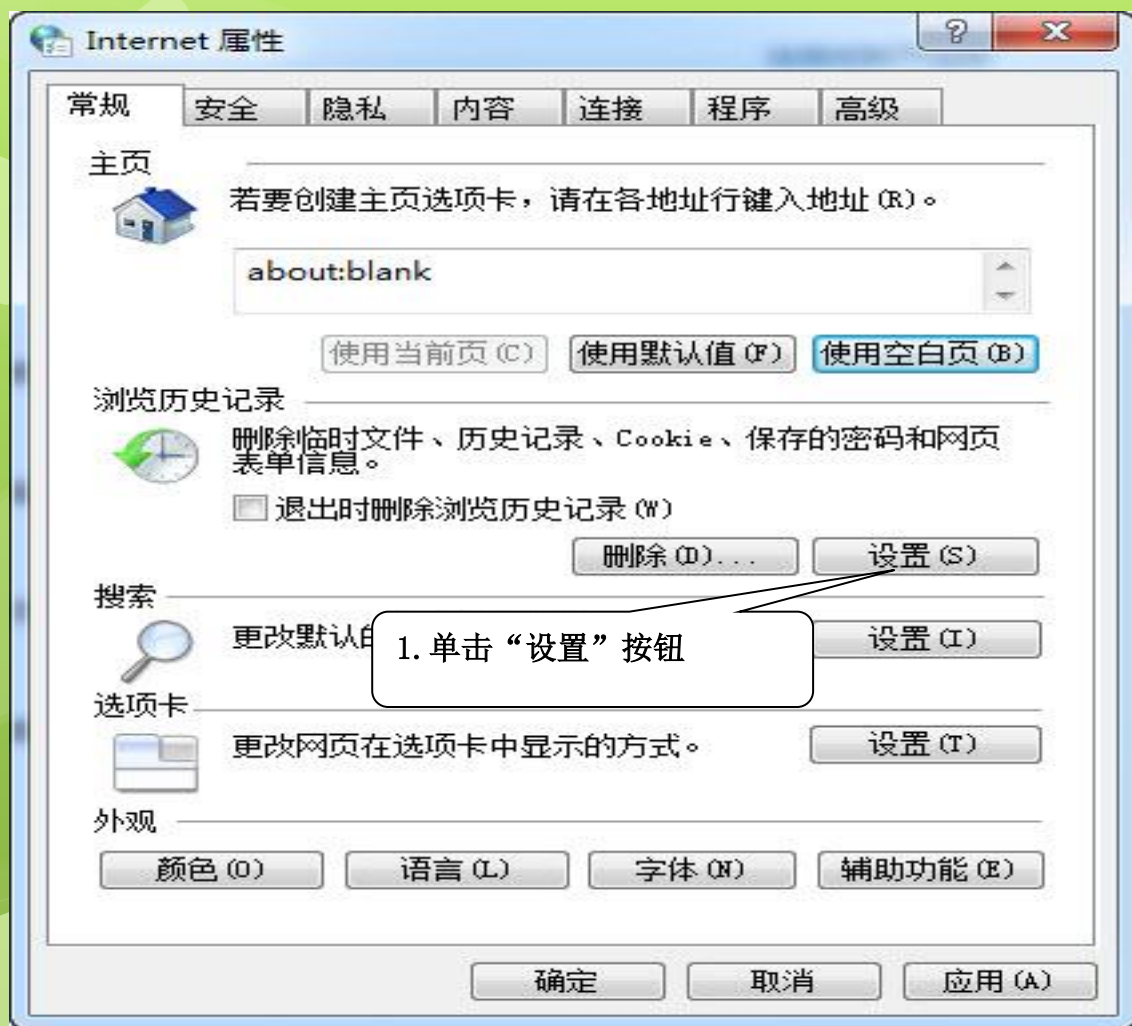 Internet 属性
常规 安全 隐私 内容 连接 程序 高级
主页
若要创建主页选项卡，请在各地址行键入地址(R)。
about:blank
使用当前页(C) 使用默认值(F) 使用空白页(B)
浏览历史记录
删除临时文件、历史记录、Cookie、保存的密码和网页
表单信息。
退出时删除浏览历史记录(W)
删除(D)... 设置(S)
搜索
更改默认的
设置(I)
1.单击“设置”按钮
选项卡
更改网页在选项卡中显示的方式。 设置(T)
外观
颜色(O) 语言(L) 字体(N) 辅助功能(E)
确定 取消 应用(A)